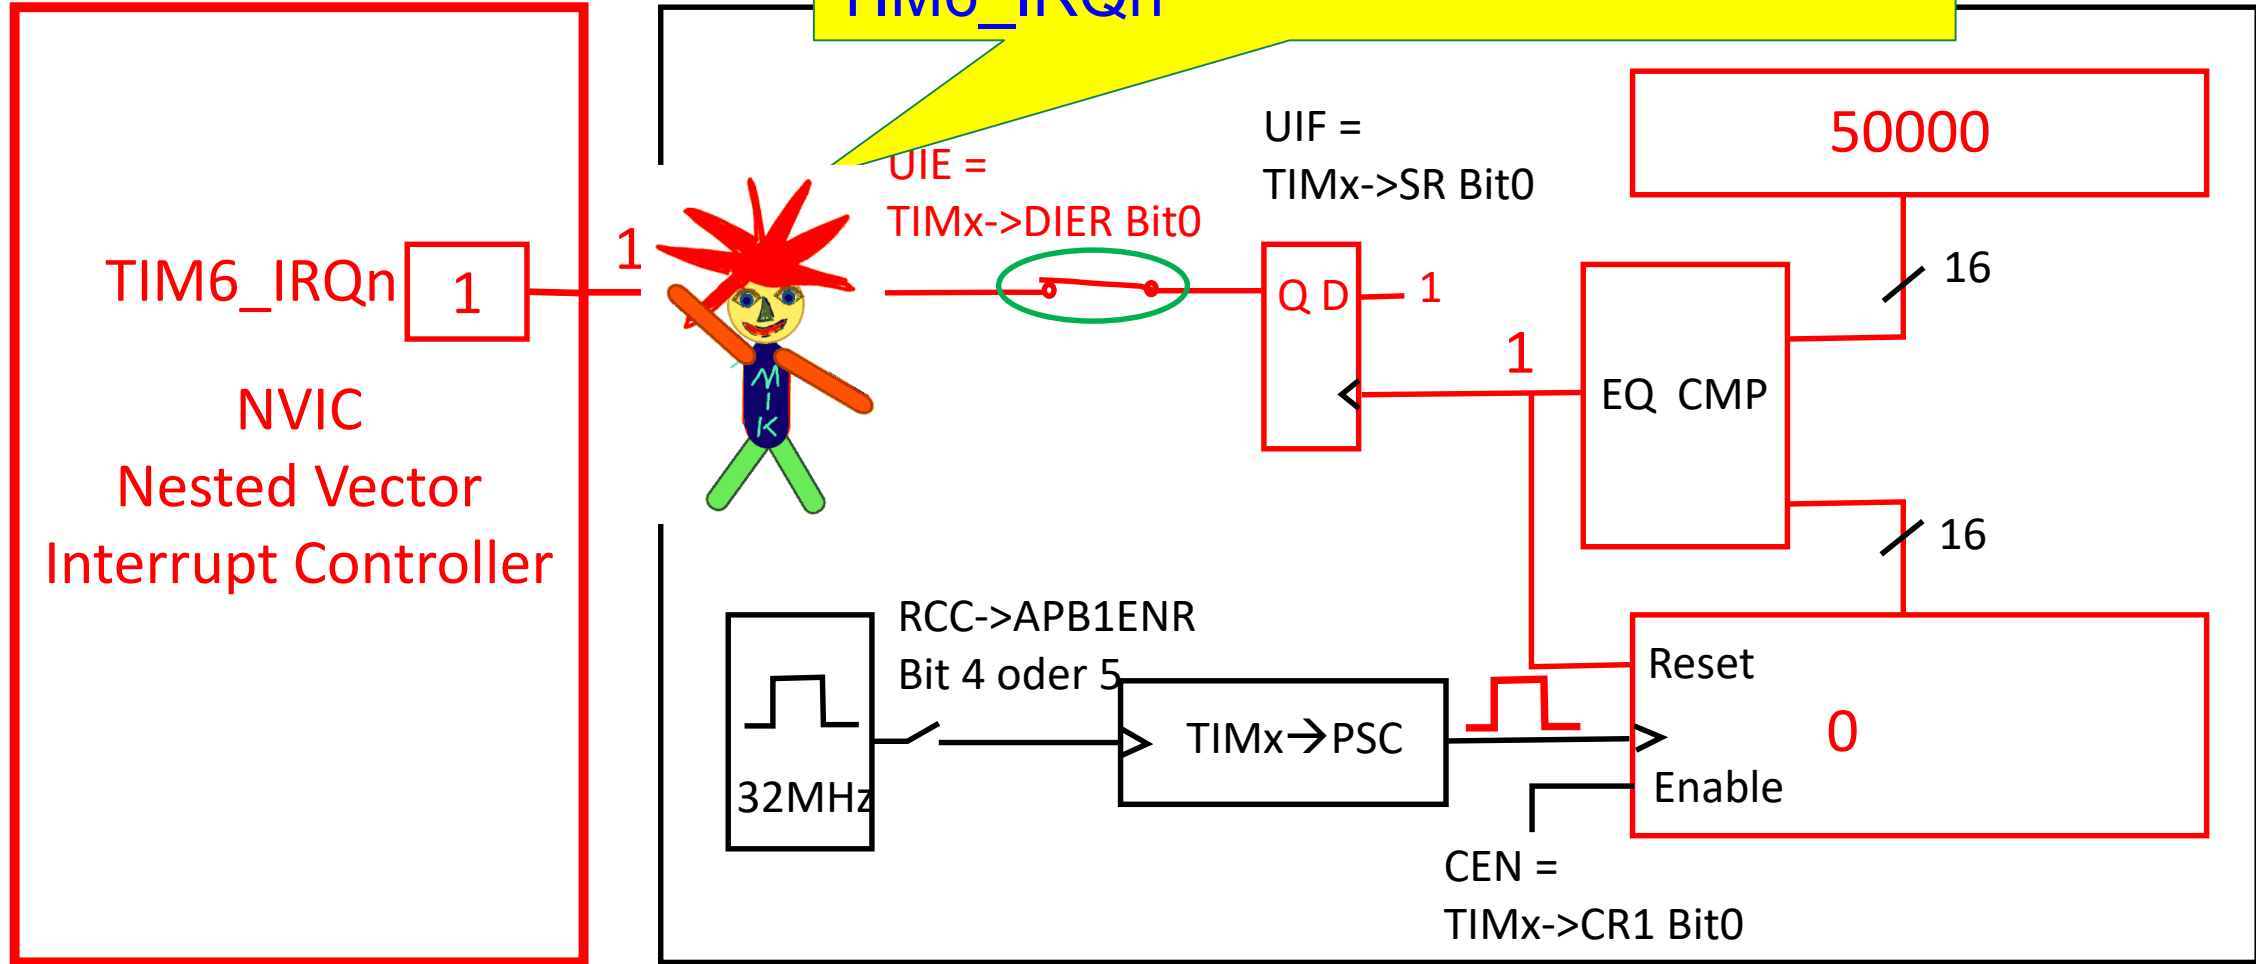 TIM6_IRQn
50000
UIF =
TIMx->SR Bit0
UIE =
TIMx->DIER Bit0
16
1
TIM6_IRQn 1
Q D 1
1
EQ CMP
NVIC
Nested Vector
Interrupt Controller
M
I
K
16
RCC->APB1ENR
Bit 4 oder 5
Reset
TIMx→PSC
0
32MHz
Enable
CEN =
TIMx->CR1 Bit0